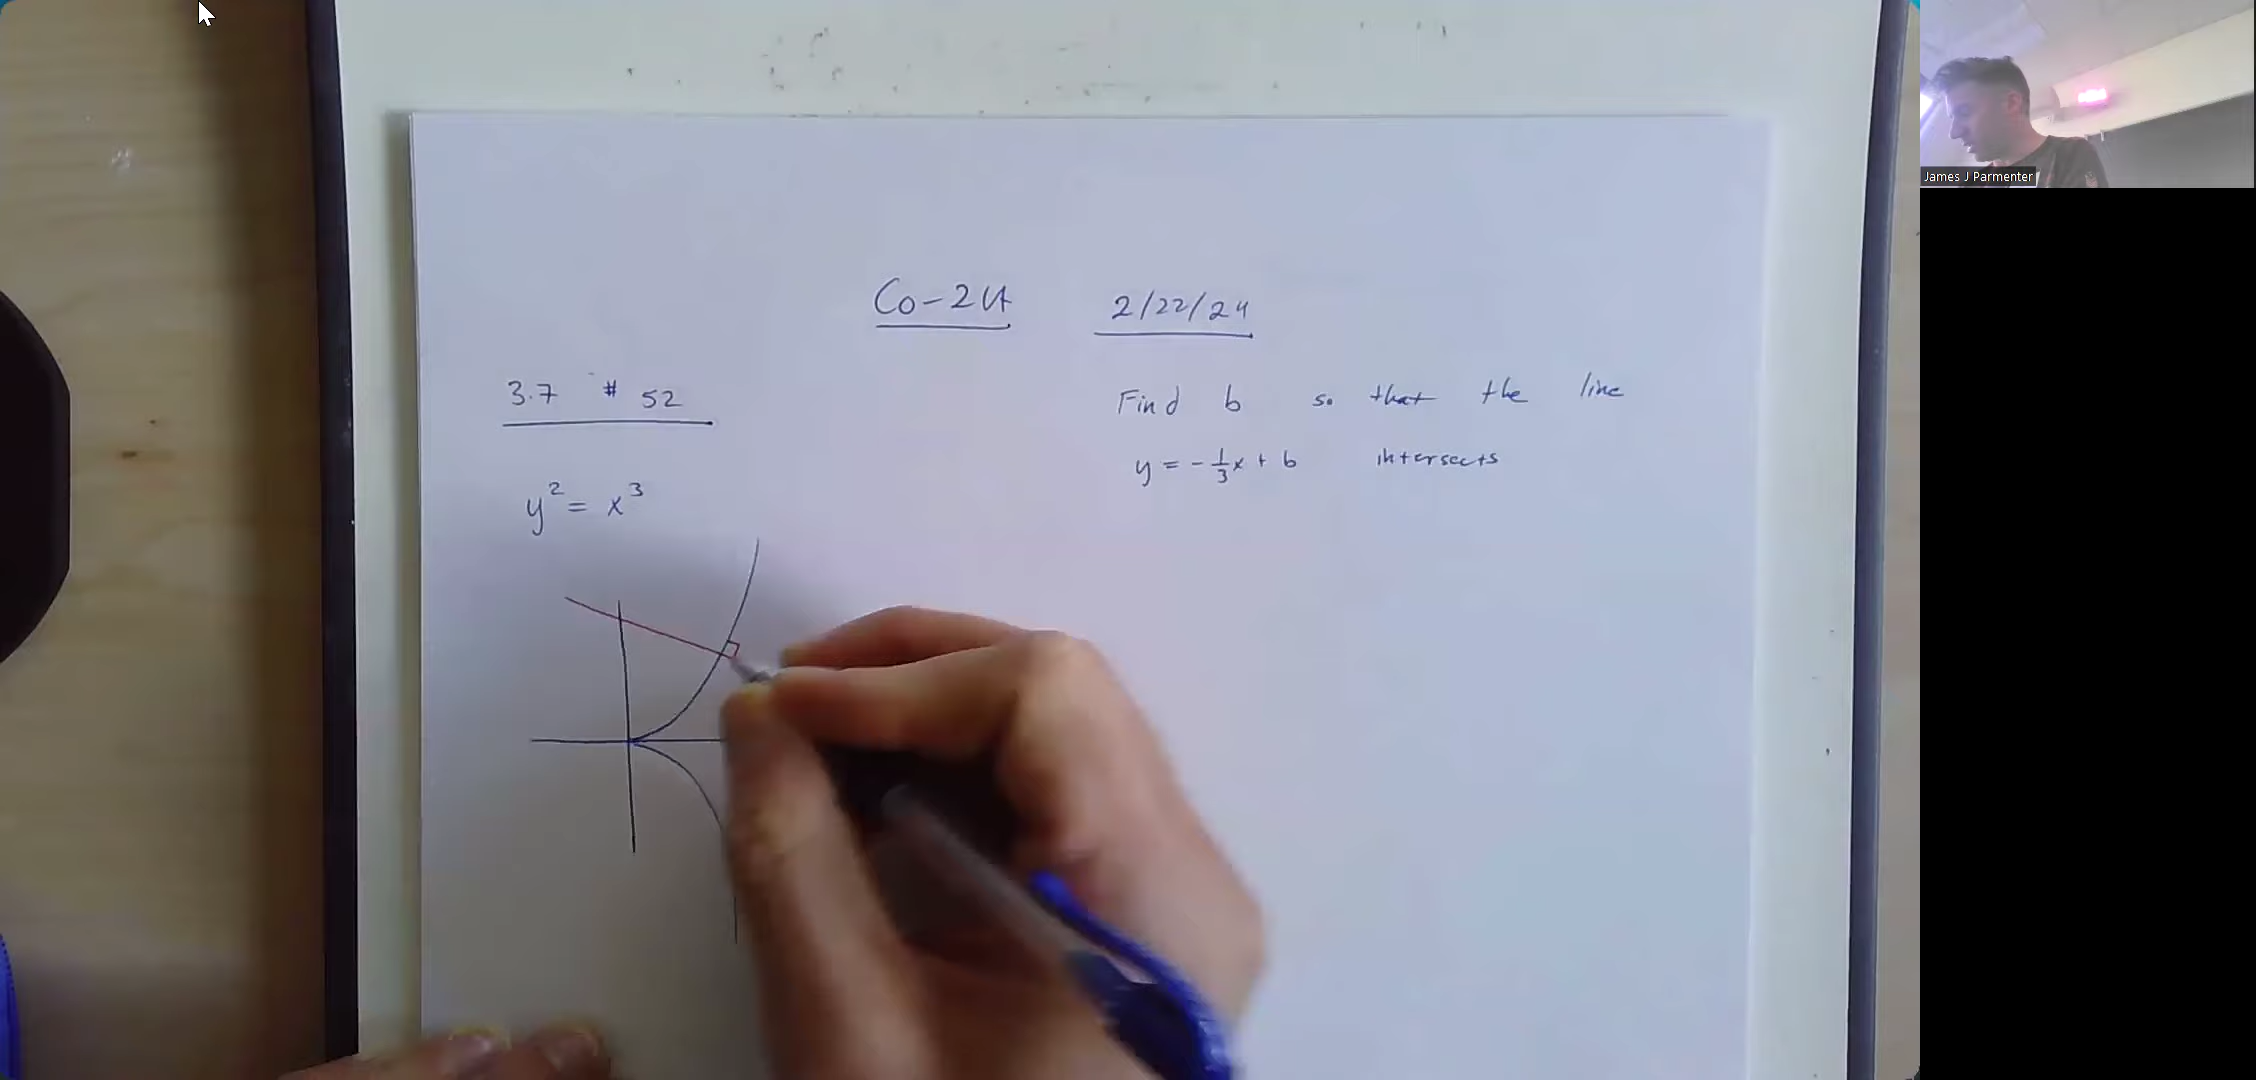 Co-24 2/22/24
3.7 # 52
Find b so that the line
y = -1/3x + b intersects
y² = x³
James J Parmenter